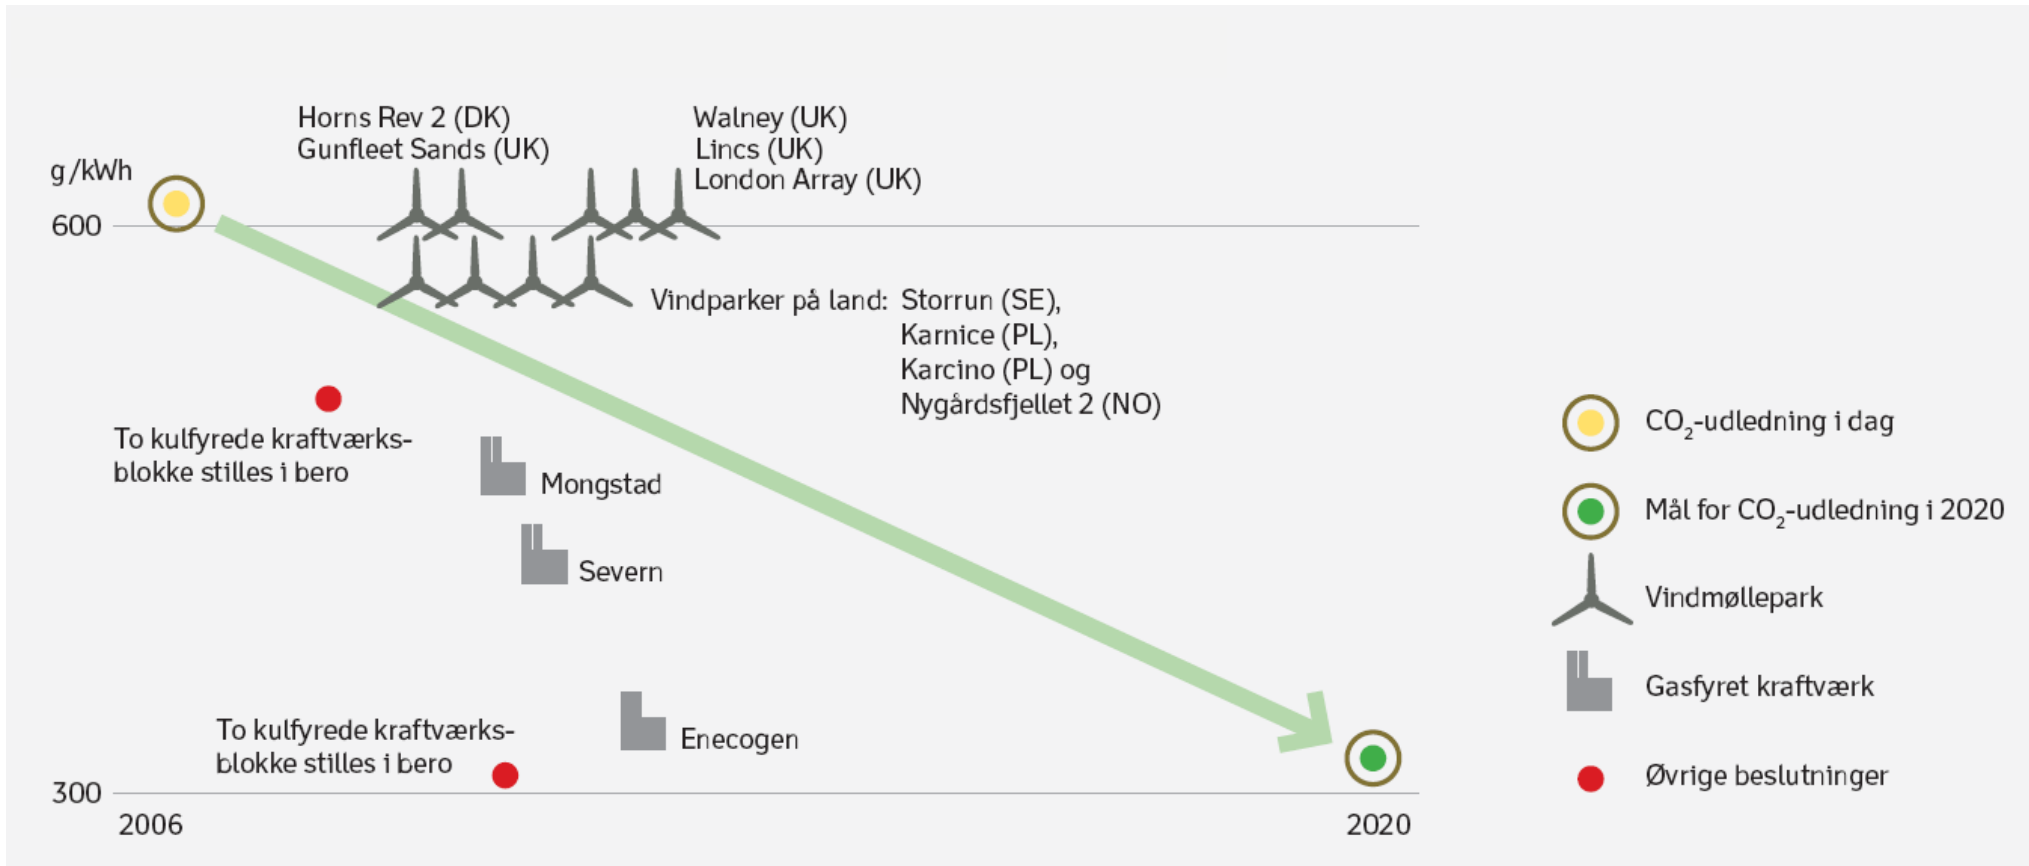 Horns Rev 2 (DK)
Gunfleet Sands (UK)
Walney (UK)
Lincs (UK)
London Array (UK)
g/kWh
600
Vindparker på land: Storrun (SE),
Karnice (PL),
Karcino (PL) og
Nygårdsfjellet 2 (NO)
To kulfyrede kraftværks-
blokke stilles i bero
Mongstad
Severn
To kulfyrede kraftværks-
blokke stilles i bero
Enecogen
300
2006
2020
CO₂-udledning i dag
Mål for CO₂-udledning i 2020
Vindmøllepark
Gasfyret kraftværk
Øvrige beslutninger